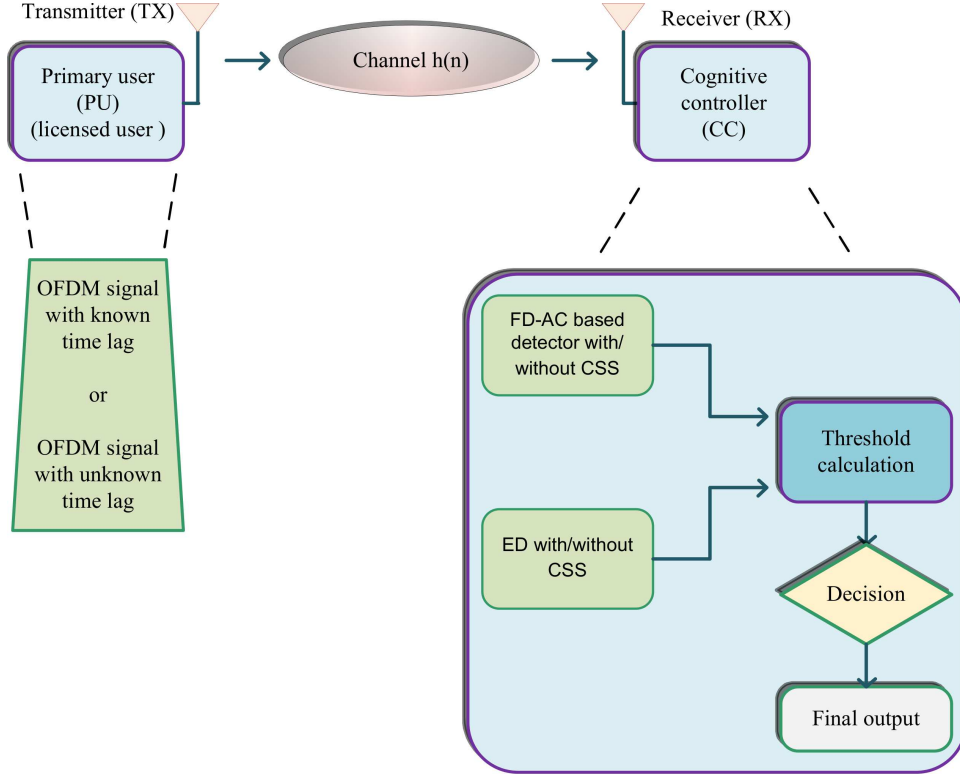 Transmitter (TX)
Primary user
(PU)
(licensed user )
Channel h(n)
Receiver (RX)
Cognitive
controller
(CC)
OFDM signal
with known
time lag
or
OFDM signal
with unknown
time lag
FD-AC based
detector with/
without CSS
ED with/without
CSS
Threshold
calculation
Decision
Final output